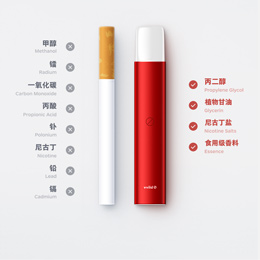 甲醇
Methanol
镭
Radium
一氧化碳
Carbon Monoxide
丙酸
Propionic Acid
钋
Polonium
尼古丁
Nicotine
铅
Lead
镉
Cadmium
丙二醇
Propylene Glycol
植物甘油
Glycerin
尼古丁盐
Nicotine Salts
食用级香料
Essence